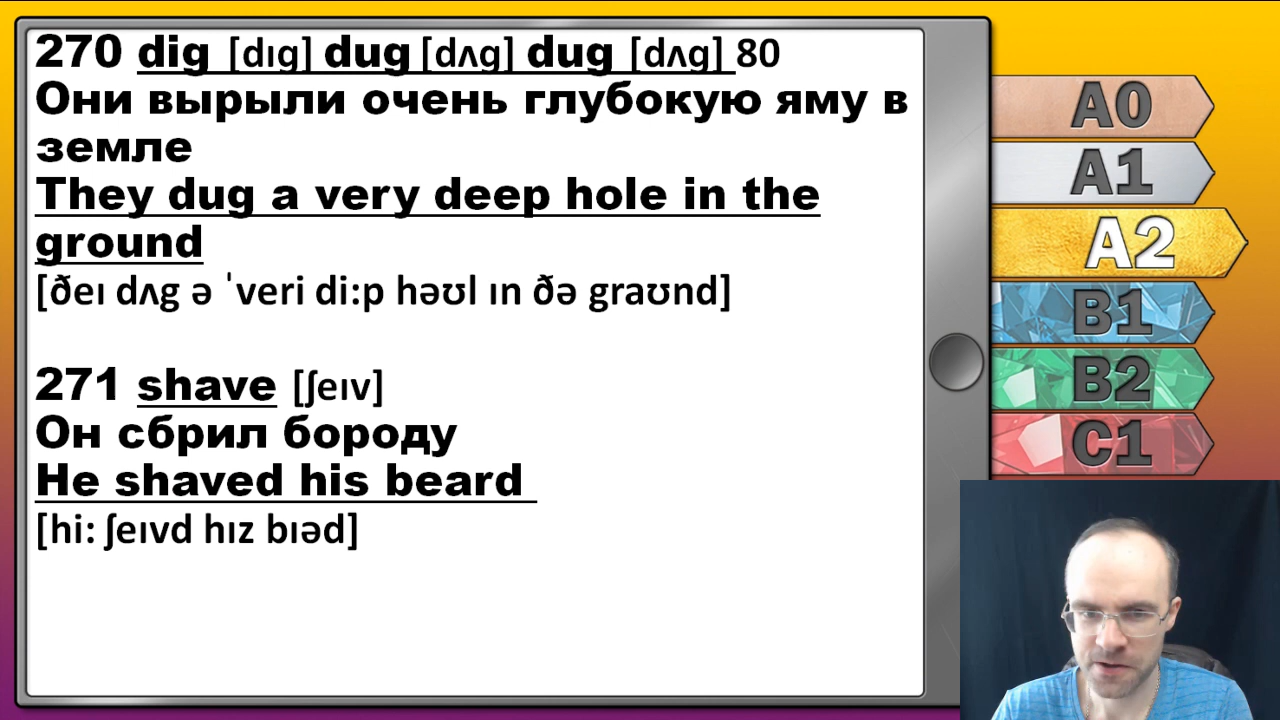 270 dig [dɪg] dug [dʌg] dug [dʌg] 80
Они вырыли очень глубокую яму в
земле
They dug a very deep hole in the
ground
[ðeɪ dʌg ə ˈveri di:p həʊl ɪn ðə graʊnd]
271 shave [ʃeɪv]
Он сбрил бороду
He shaved his beard
[hi: ʃeɪvd hɪz bɪəd]
A0
A1
A2
B1
B2
C1